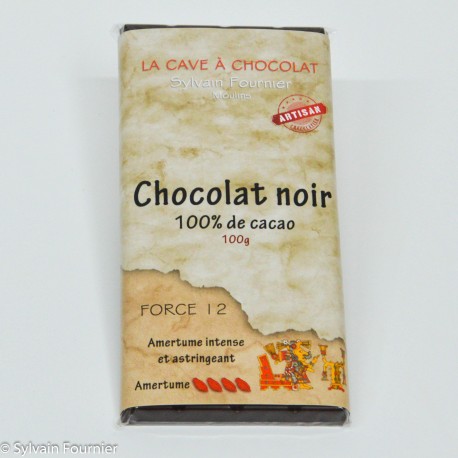 LA CAVE À CHOCOLAT
Sylvain Fournier
ARTISAN
Chocolat noir
100% de cacao
100g
FORCE 12
Amertume intense
et astringeant
Amertume
© Sylvain Fournier